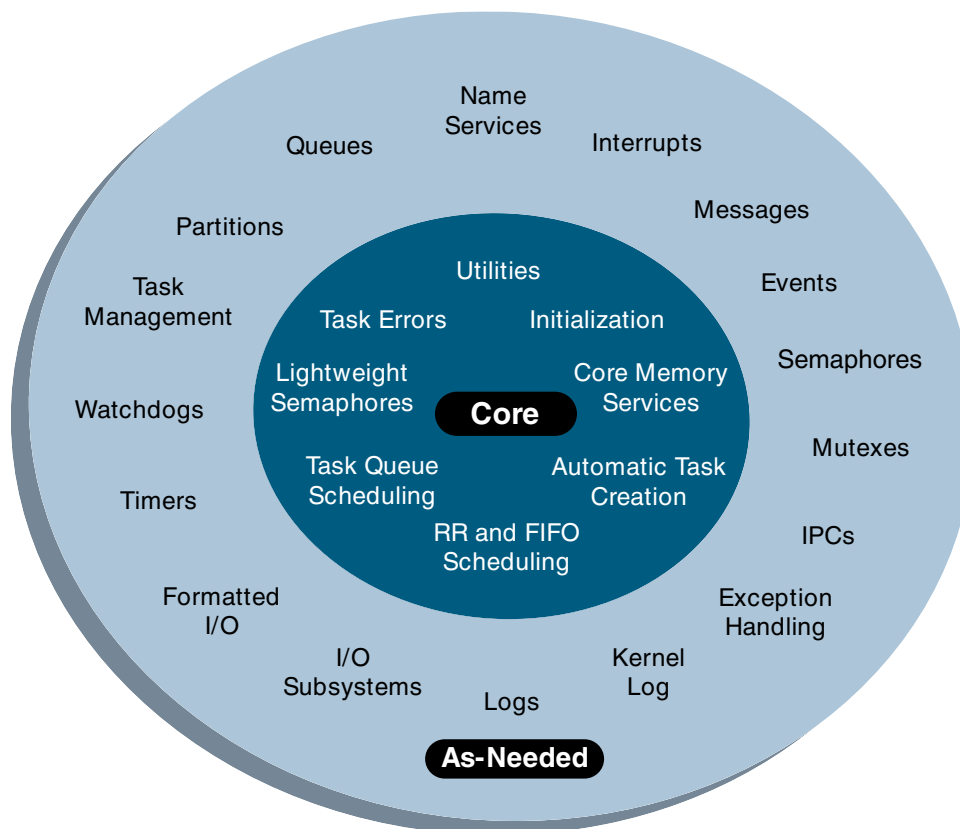 Name
Services
Queues
Interrupts
Messages
Partitions
Utilities
Events
Task
Management
Task Errors
Initialization
Semaphores
Lightweight
Semaphores
Core Memory
Services
Core
Watchdogs
Mutexes
Task Queue
Scheduling
Automatic Task
Creation
Timers
RR and FIFO
Scheduling
IPCs
Formatted
I/O
Exception
Handling
I/O
Subsystems
Kernel
Log
Logs
As-Needed